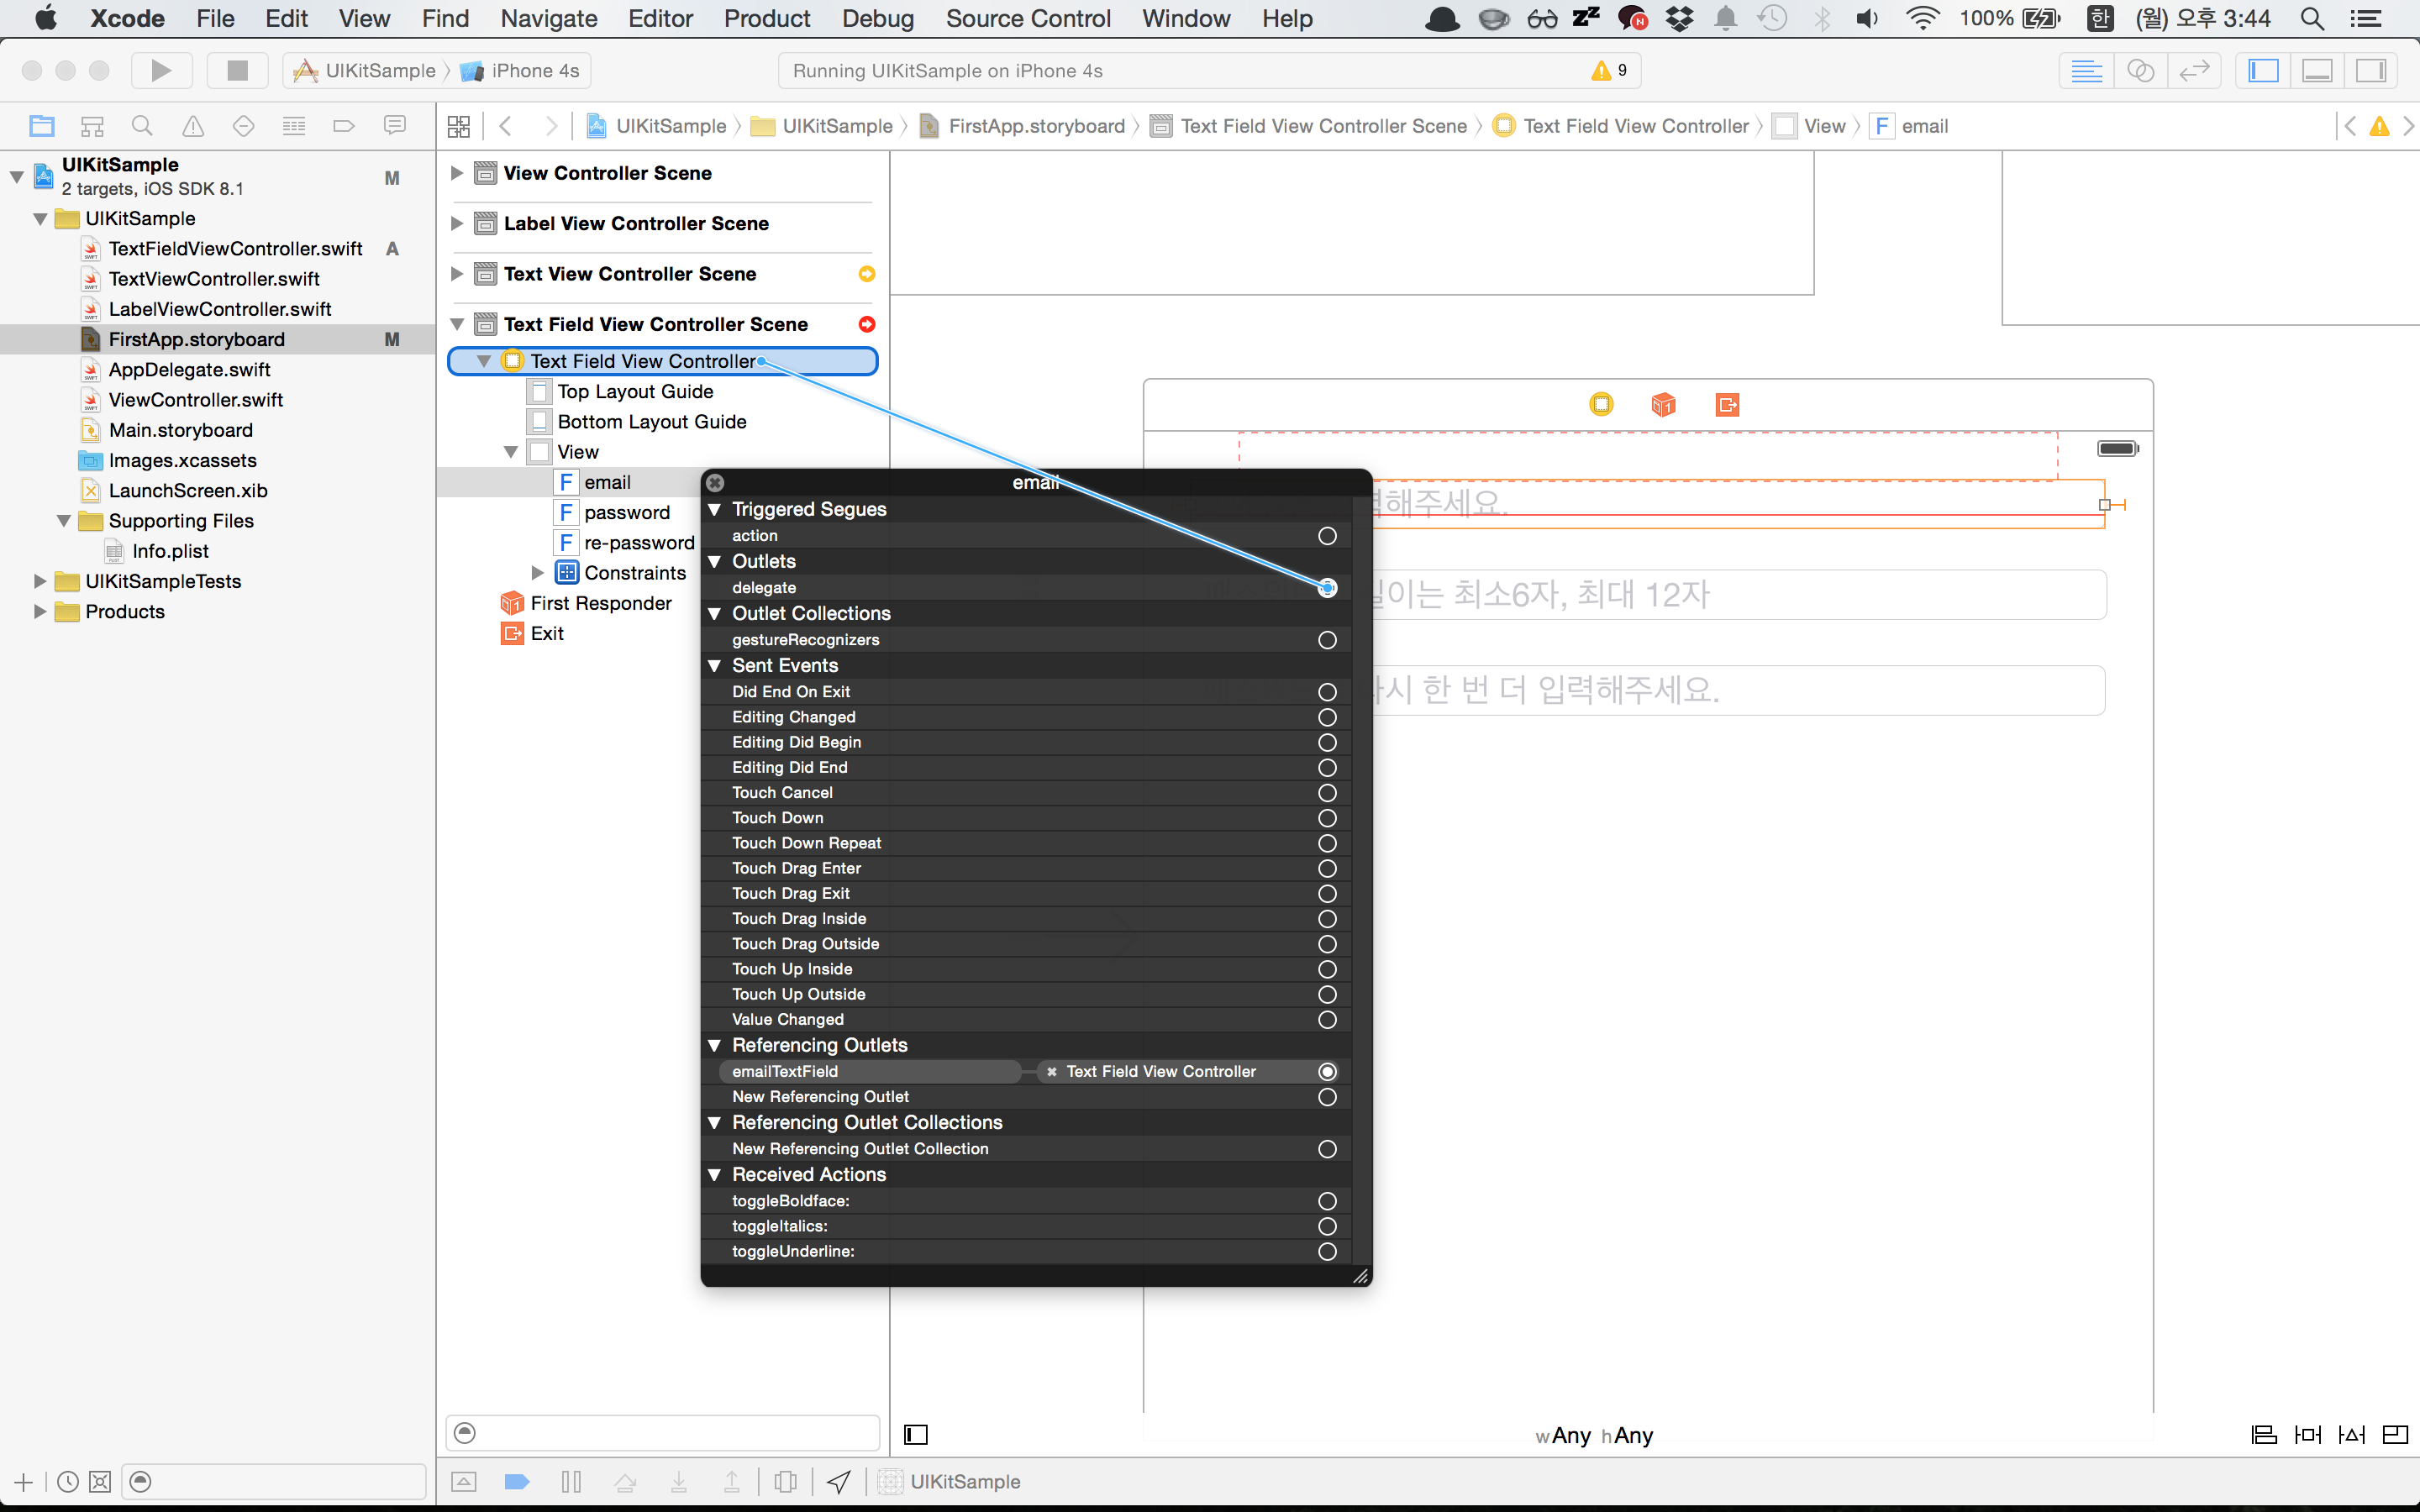 Xcode File Edit View Find Navigate Editor Product Debug Source Control Window Help 100% 한 (월) 오후 3:44
UIKitSample iPhone 4s Running UIKitSample on iPhone 4s 9
UIKitSample UIKitSample FirstApp.storyboard Text Field View Controller Scene Text Field View Controller View F email
UIKitSample
2 targets, iOS SDK 8.1 M
UIKitSample
TextFieldViewController.swift A
TextViewController.swift
LabelViewController.swift
FirstApp.storyboard M
AppDelegate.swift
ViewController.swift
Main.storyboard
Images.xcassets
LaunchScreen.xib
Supporting Files
Info.plist
UIKitSampleTests
Products
View Controller Scene
Label View Controller Scene
Text View Controller Scene
Text Field View Controller Scene
Text Field View Controller
Top Layout Guide
Bottom Layout Guide
View
F email
F password
F re-password
Constraints
First Responder
Exit
email
Triggered Segues
action
Outlets
delegate
Outlet Collections
gestureRecognizers
Sent Events
Did End On Exit
Editing Changed
Editing Did Begin
Editing Did End
Touch Cancel
Touch Down
Touch Down Repeat
Touch Drag Enter
Touch Drag Exit
Touch Drag Inside
Touch Drag Outside
Touch Up Inside
Touch Up Outside
Value Changed
Referencing Outlets
emailTextField Text Field View Controller
New Referencing Outlet
Referencing Outlet Collections
New Referencing Outlet Collection
Received Actions
toggleBoldface:
toggleItalics:
toggleUnderline:
해주세요.
최소6자, 최대 12자
한 번 더 입력해주세요.
wAny hAny
UIKitSample